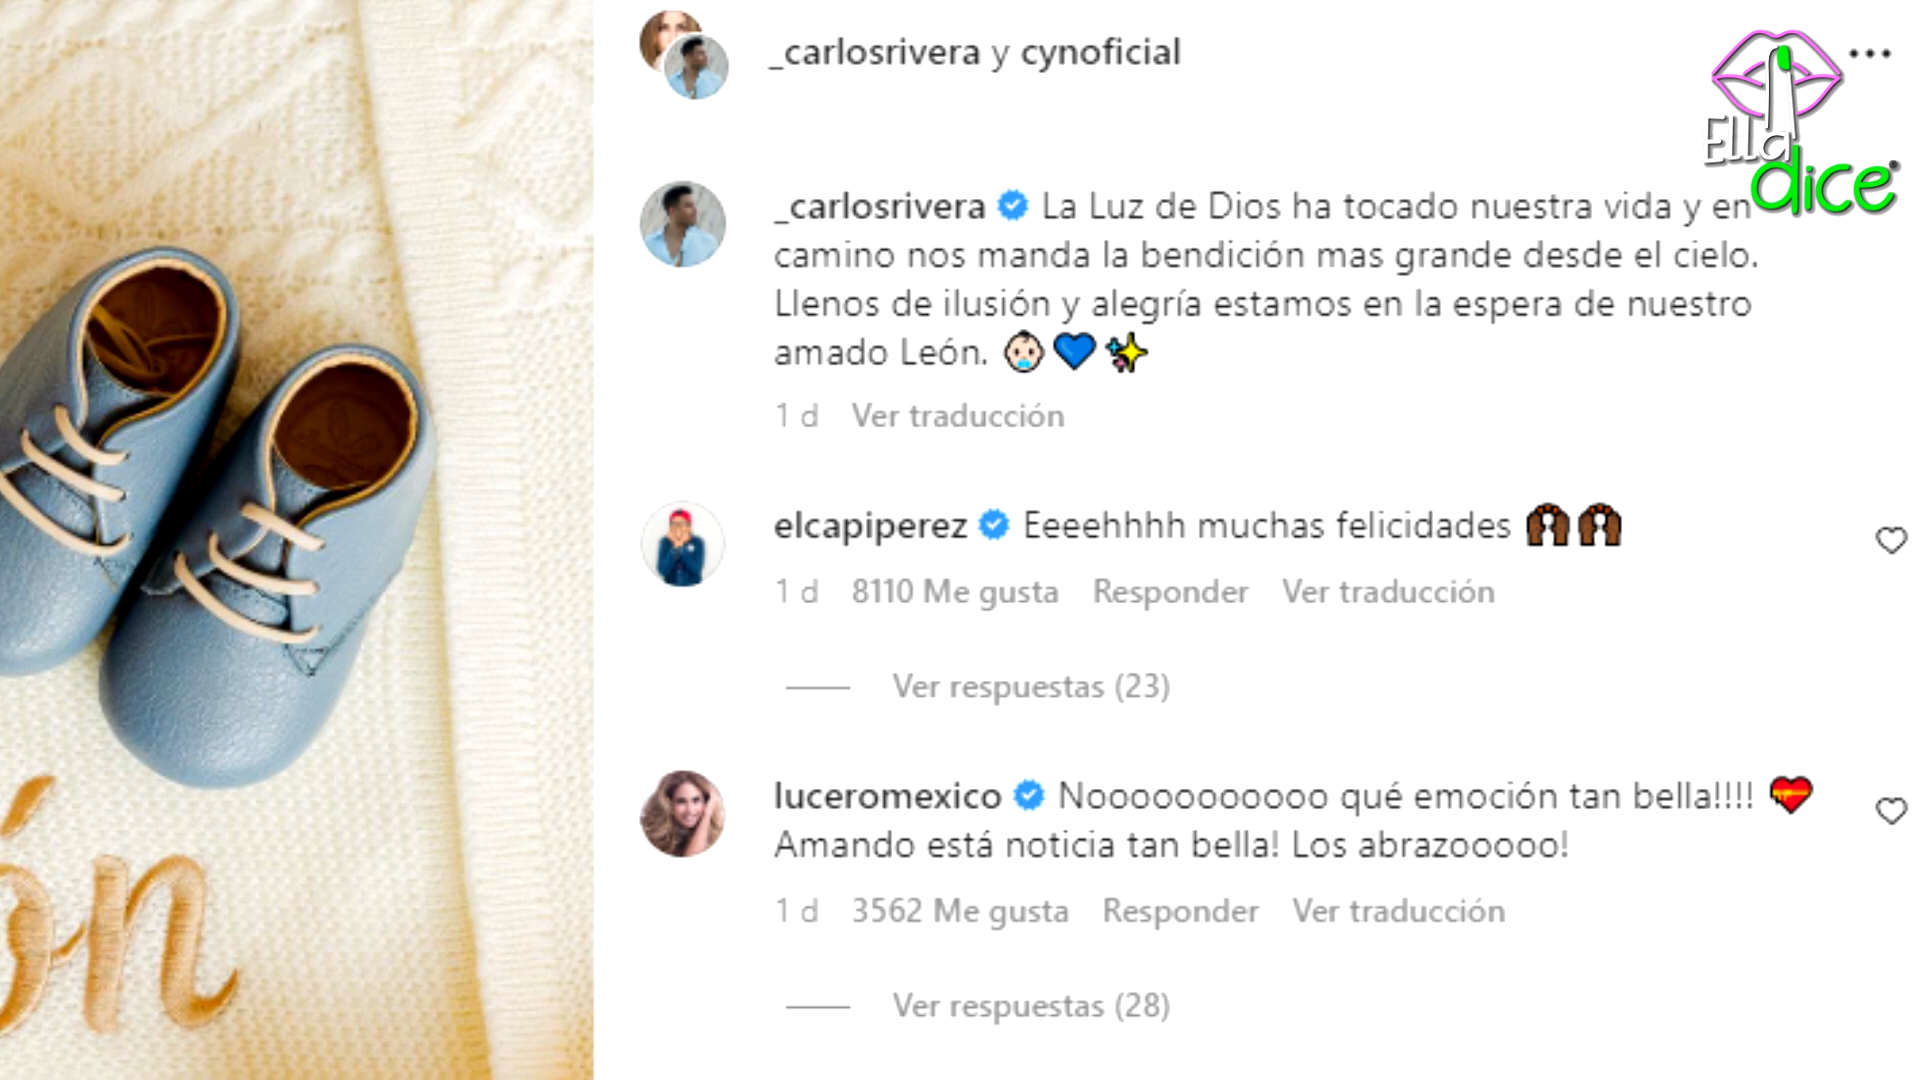 _carlosrivera y cynoficial
Ella
dice
_carlosrivera La Luz de Dios ha tocado nuestra vida y en
camino nos manda la bendición mas grande desde el cielo.
Llenos de ilusión y alegría estamos en la espera de nuestro
amado León. 👶🏻💙✨
1 d Ver traducción
elcapiperez Eeeehhhh muchas felicidades 🙌🏾🙌🏾
1 d 8110 Me gusta Responder Ver traducción
Ver respuestas (23)
luceromexico Nooooooooooo qué emoción tan bella!!!! 💝
Amando está noticia tan bella! Los abrazooooo!
1 d 3562 Me gusta Responder Ver traducción
Ver respuestas (28)
ón